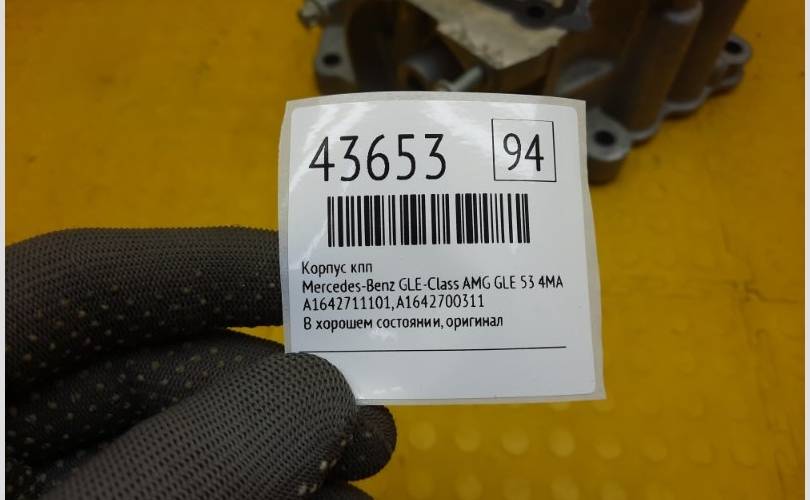 43653 94
Корпус кпп
Mercedes-Benz GLE-Class AMG GLE 53 4MA
A1642711101,A1642700311
В хорошем состоянии, оригинал